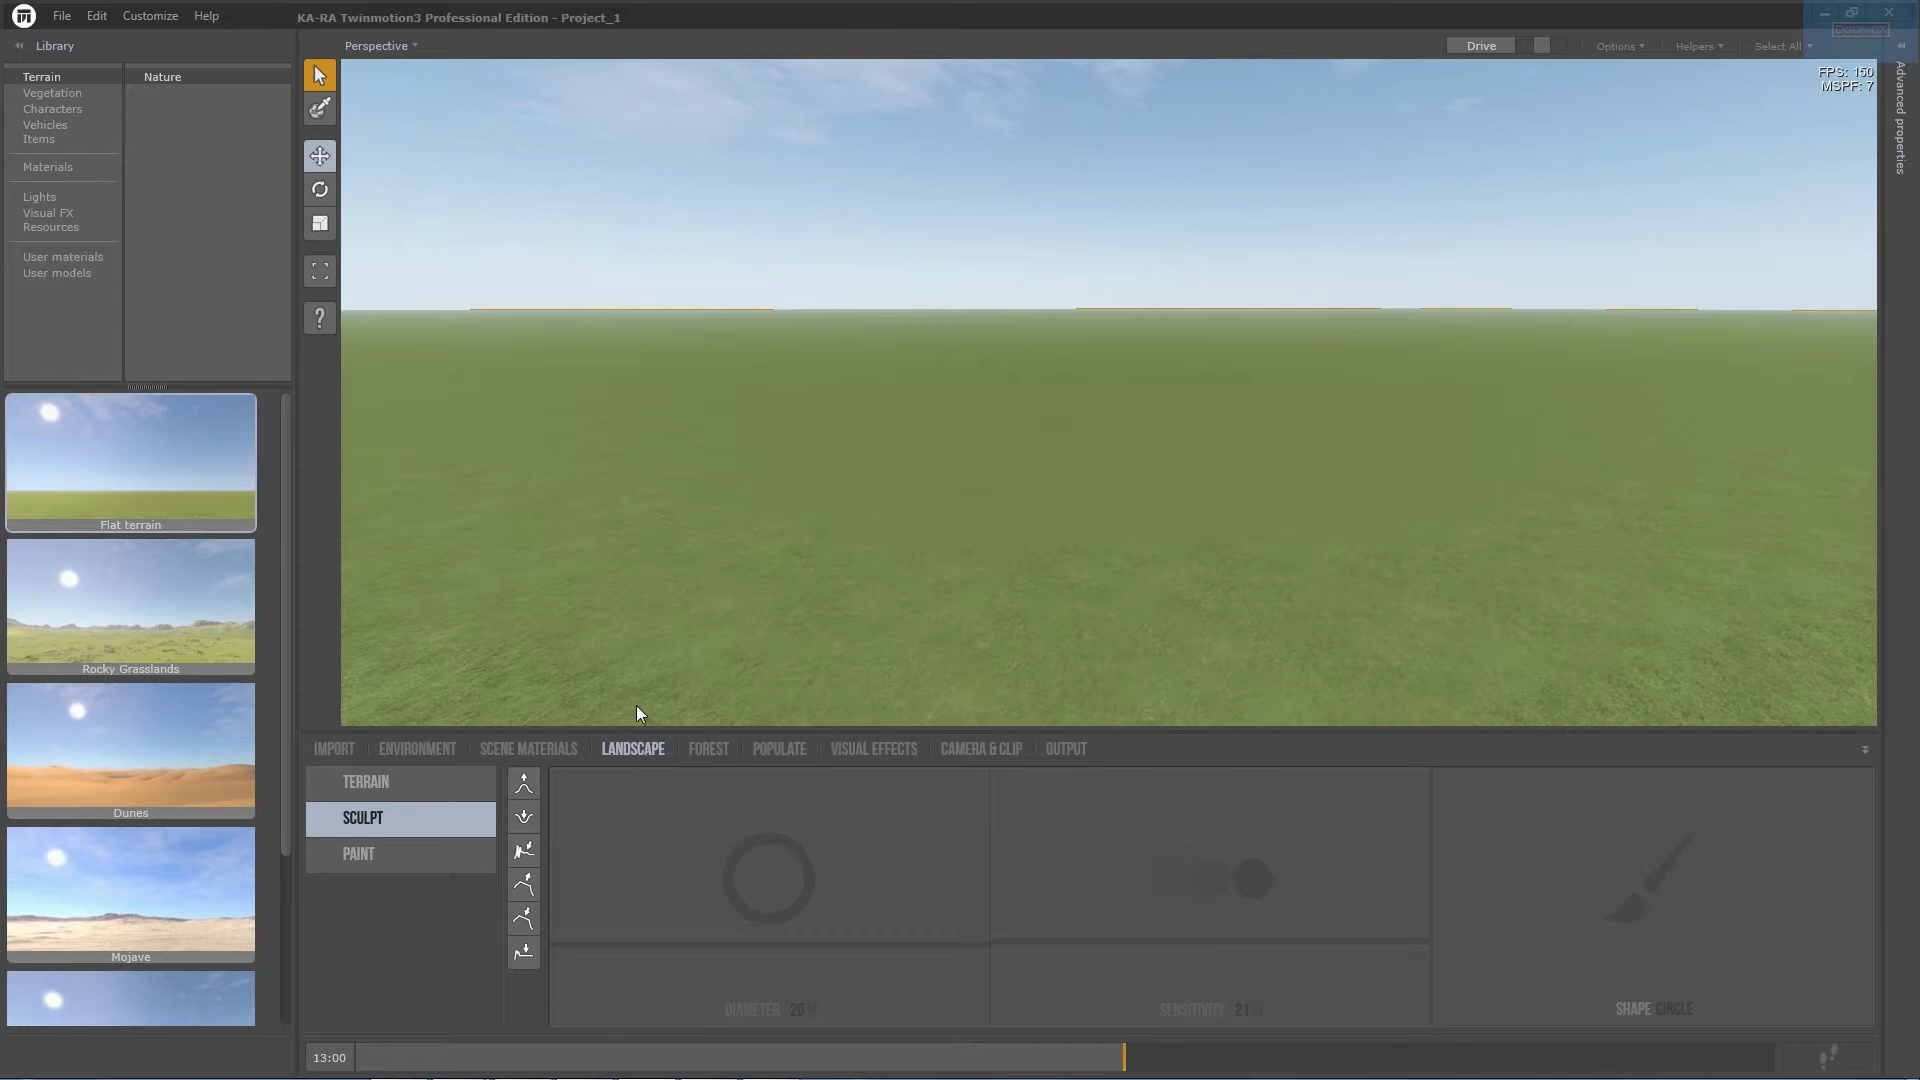 File Edit Customize Help KA-RA Twinmotion3 Professional Edition - Project_1
Library Perspective Drive Options Helpers Select All
Terrain Nature
Vegetation
Characters
Vehicles
Items
Materials
Lights
Visual FX
Resources
User materials
User models
FPS: 150
MSPF: 7
Advanced properties
Flat terrain
Rocky Grasslands
Dunes
Mojave
IMPORT ENVIRONMENT SCENE MATERIALS LANDSCAPE FOREST POPULATE VISUAL EFFECTS CAMERA & CLIP OUTPUT
TERRAIN
SCULPT
PAINT
DIAMETER 20 SENSITIVITY 21 SHAPE CIRCLE
13:00